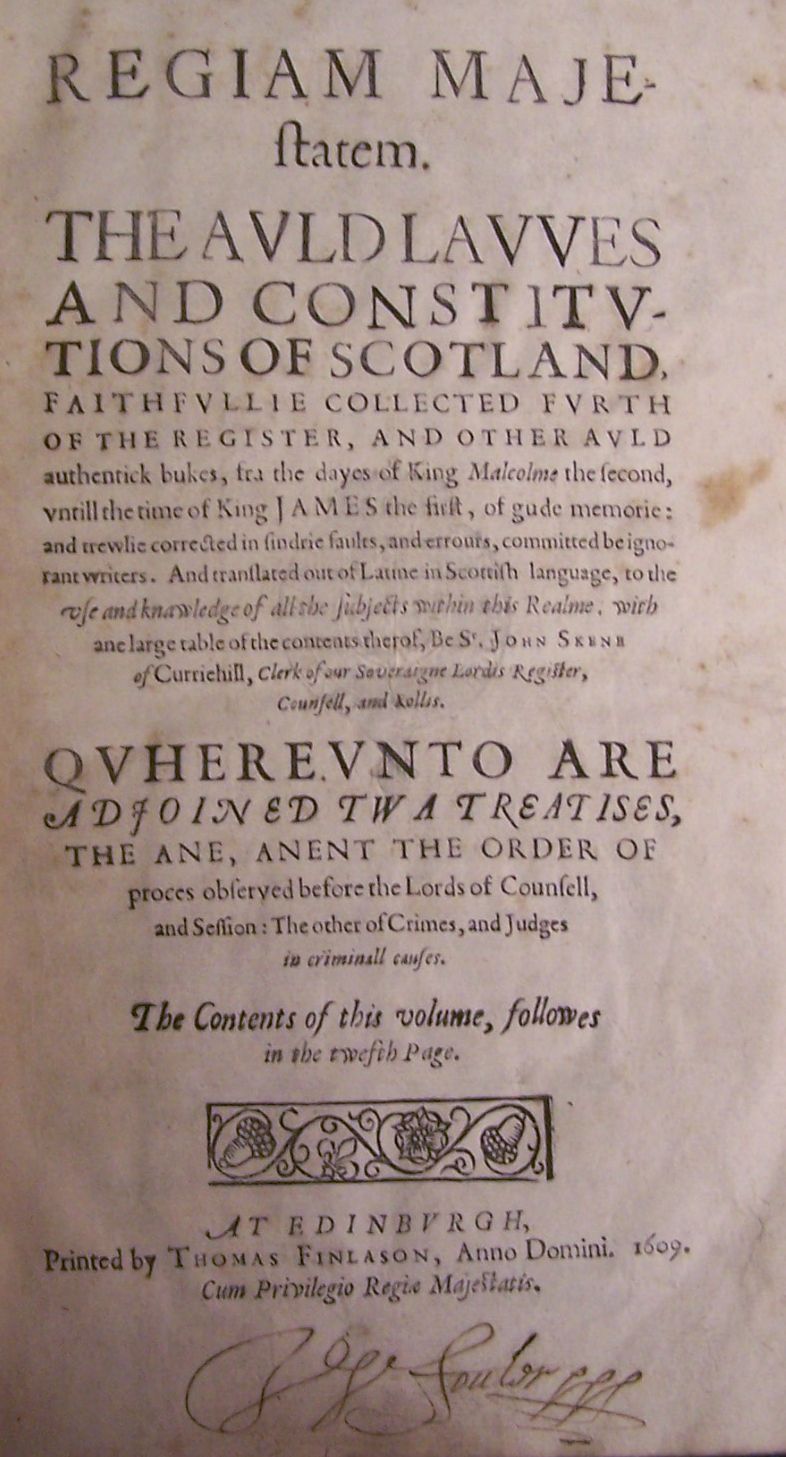 REGIAM MAJE-
ſtatem.
THE AVLD LAVVES
AND CONSTITV-
TIONS OF SCOTLAND,
FAITHFVLLIE COLLECTED FVRTH
OF THE REGISTER, AND OTHER AVLD
authentick bukes, fra the dayes of King Malcolme the ſecond,
vntill the time of King JAMES the firſt, of gude memorie:
and trewlie corrected in ſindrie faults, and errours, committed be igno-
rant writers. And tranſlated out of Latine in Scottiſh language, to the
vſe and knawledge of all the ſubjects within this Realme. with
ane large table of the contents therof, Be Sr. JOHN SKENE
of Curriehill, Clerk of our Soveraigne Lordis Regiſter,
Counſell, and Rollis.
QVHEREVNTO ARE
ADJOINED TWA TREATISES,
THE ANE, ANENT THE ORDER OF
proces obſerved before the Lords of Counſell,
and Seſſion: The other of Crimes, and Judges
in criminall cauſes.
The Contents of this volume, followes
in the twefth Page.
AT EDINBVRGH,
Printed by THOMAS FINLASON, Anno Domini. 1609.
Cum Privilegio Regiæ Majeſtatis.